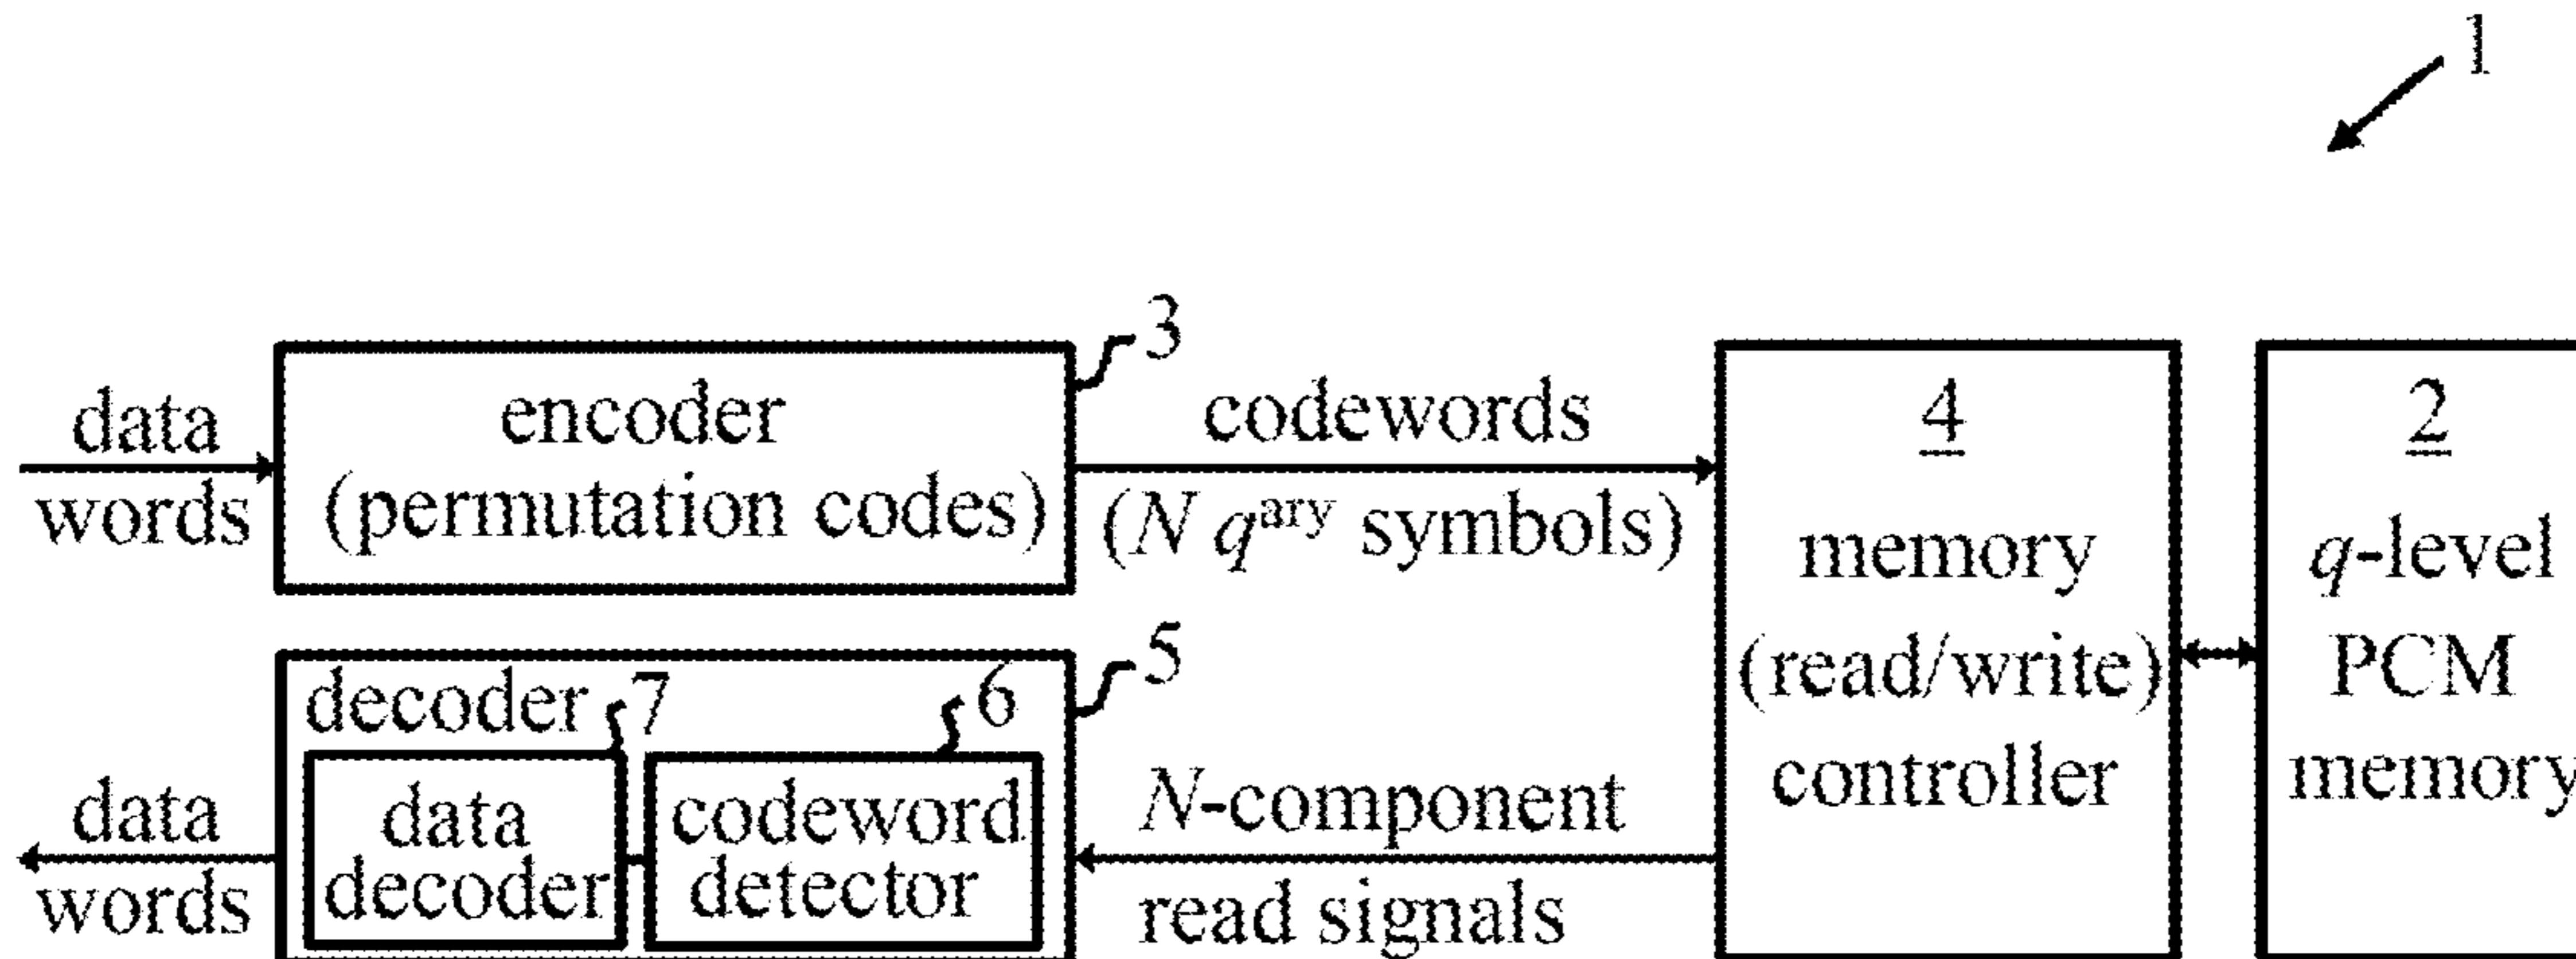 1
3
data
words
encoder
(permutation codes)
codewords
(N q^ary symbols)
4
memory
(read/write)
controller
2
q-level
PCM
memory
5
decoder
7
6
data
decoder
codeword
detector
data
words
N-component
read signals